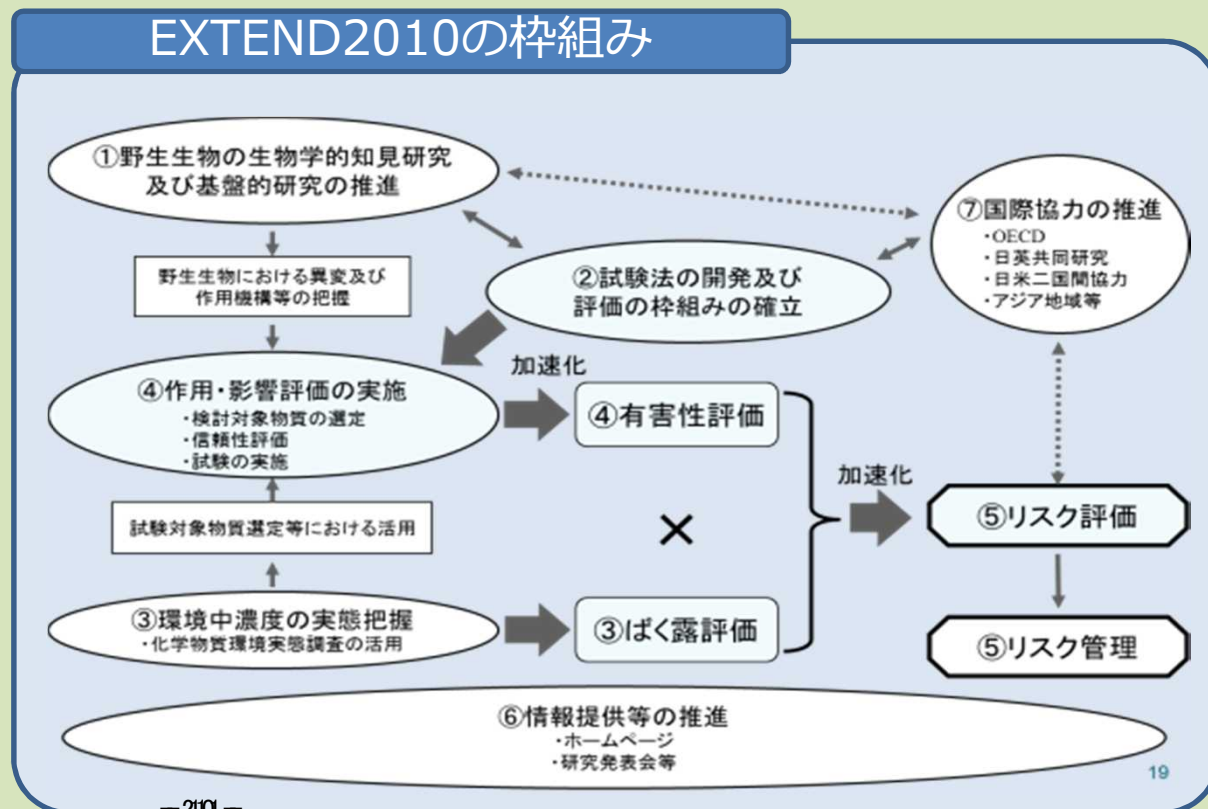 EXTEND2010の枠組み
①野生生物の生物学的知見研究
及び基盤的研究の推進
⑦国際協力の推進
・OECD
・日英共同研究
・日米二国間協力
・アジア地域等
野生生物における異変及び
作用機構等の把握
②試験法の開発及び
評価の枠組みの確立
加速化
④作用・影響評価の実施
・検討対象物質の選定
・信頼性評価
・試験の実施
④有害性評価
加速化
試験対象物質選定等における活用
×
⑤リスク評価
③環境中濃度の実態把握
・化学物質環境実態調査の活用
③ばく露評価
⑤リスク管理
⑥情報提供等の推進
・ホームページ
・研究発表会等
19